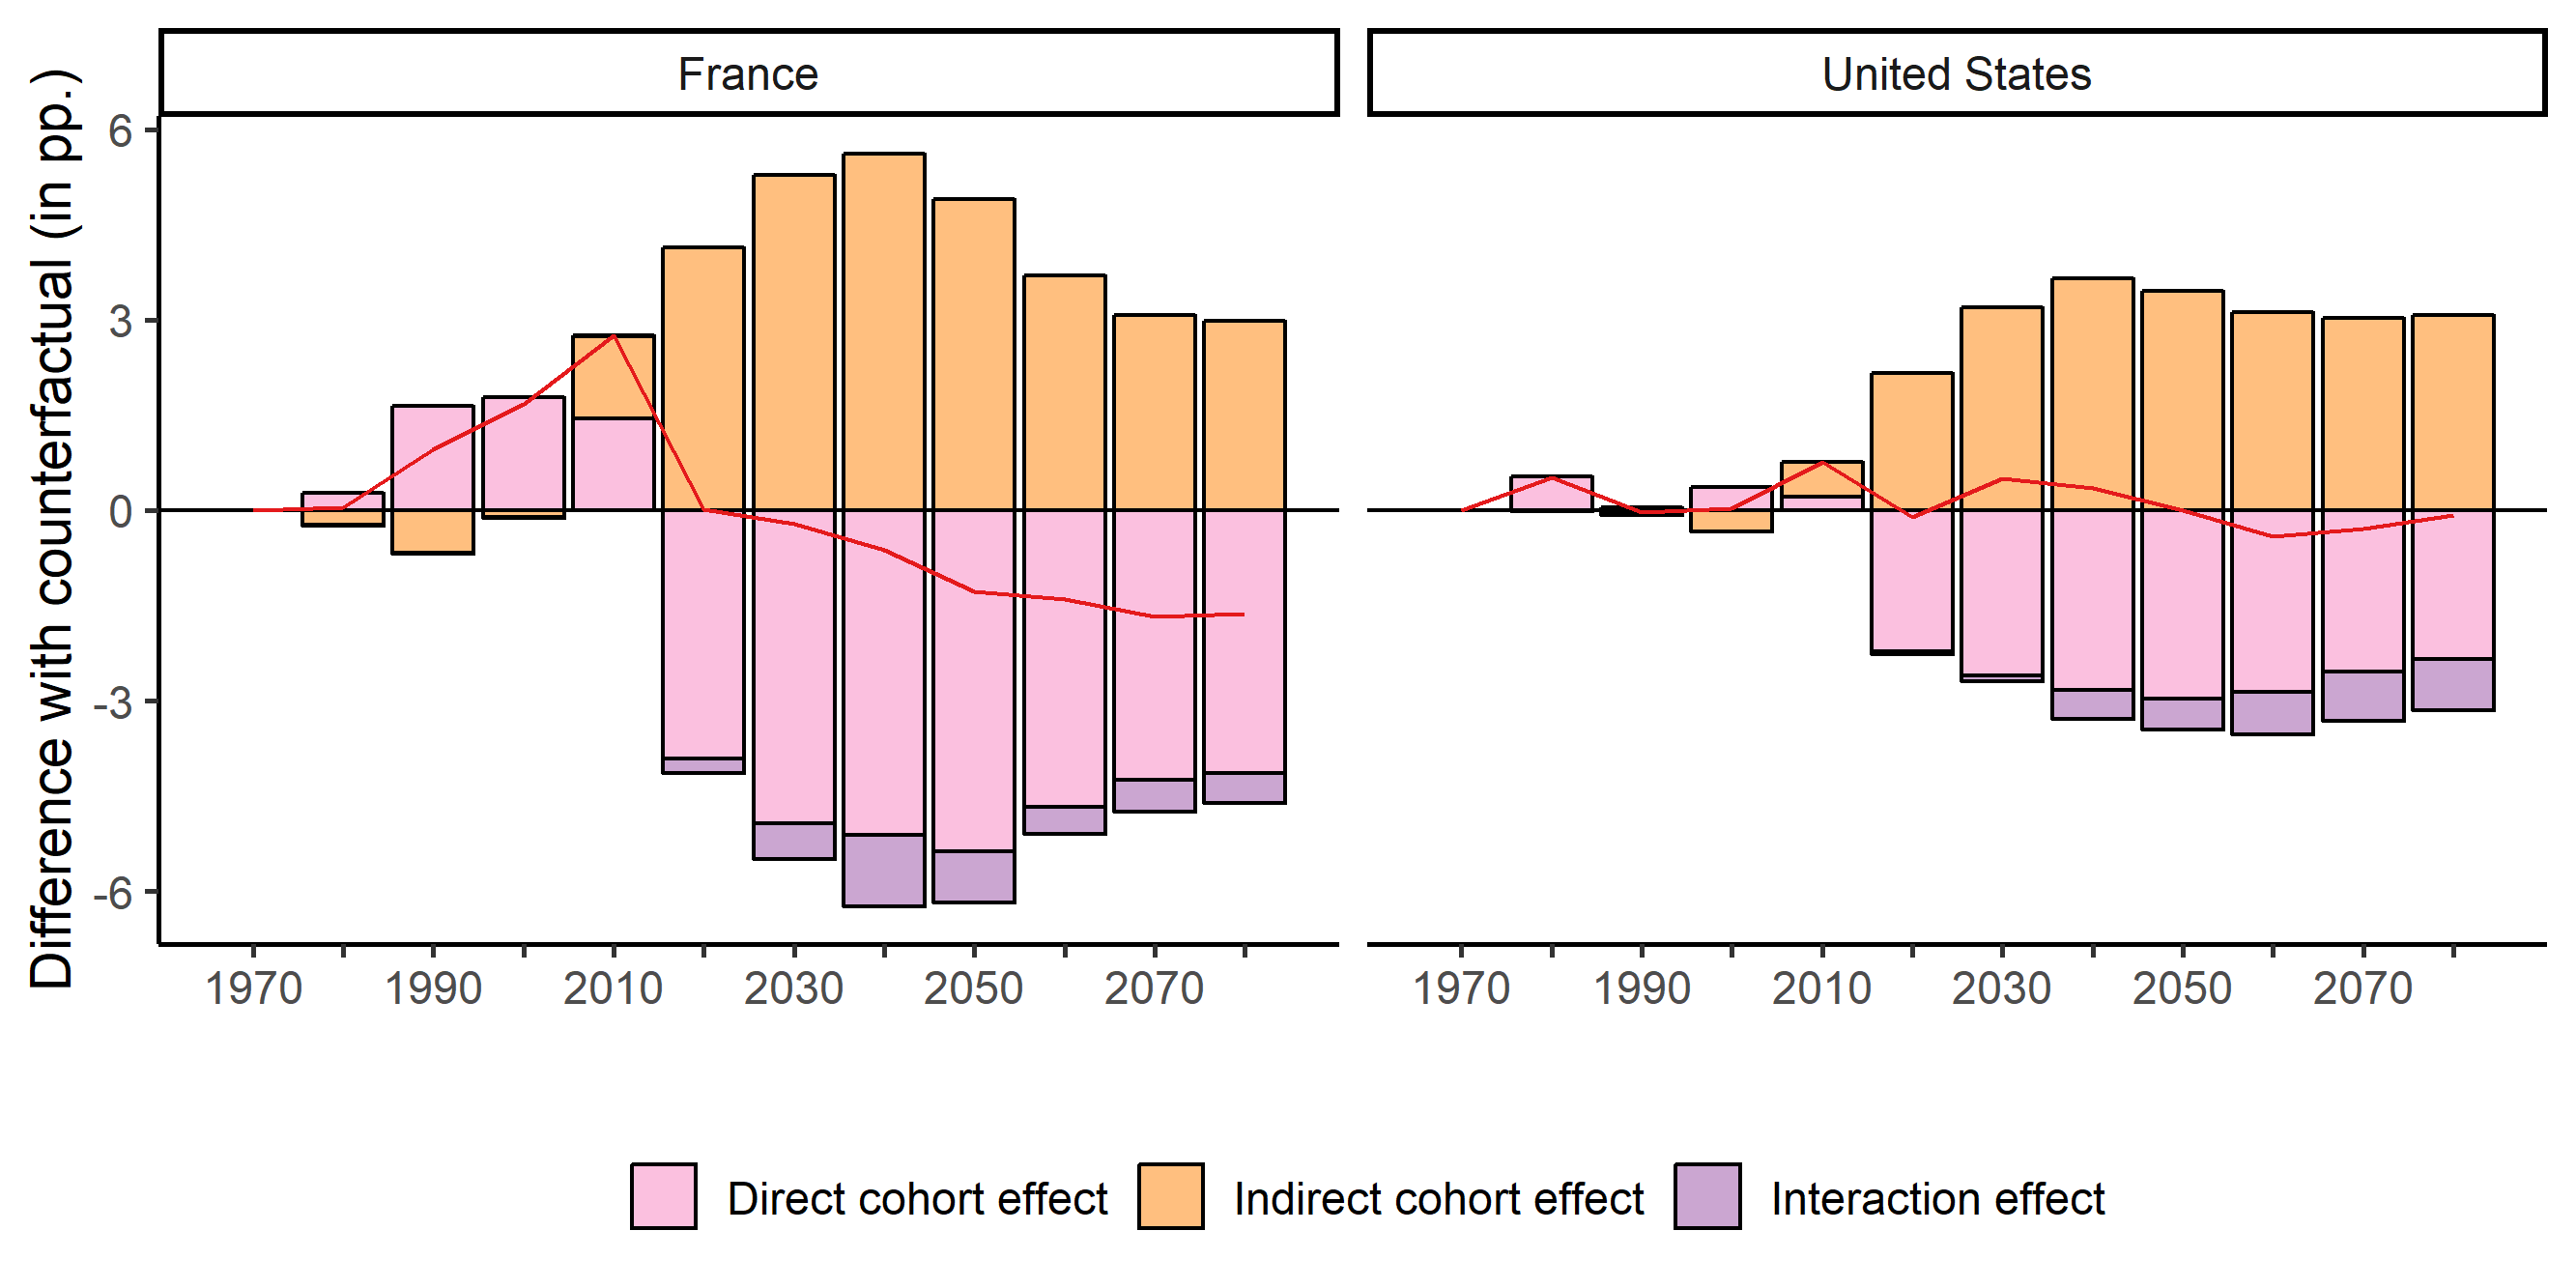 France
United States
Difference with counterfactual (in pp.)
6
3
0
-3
-6
1970 1990 2010 2030 2050 2070
1970 1990 2010 2030 2050 2070
Direct cohort effect Indirect cohort effect Interaction effect